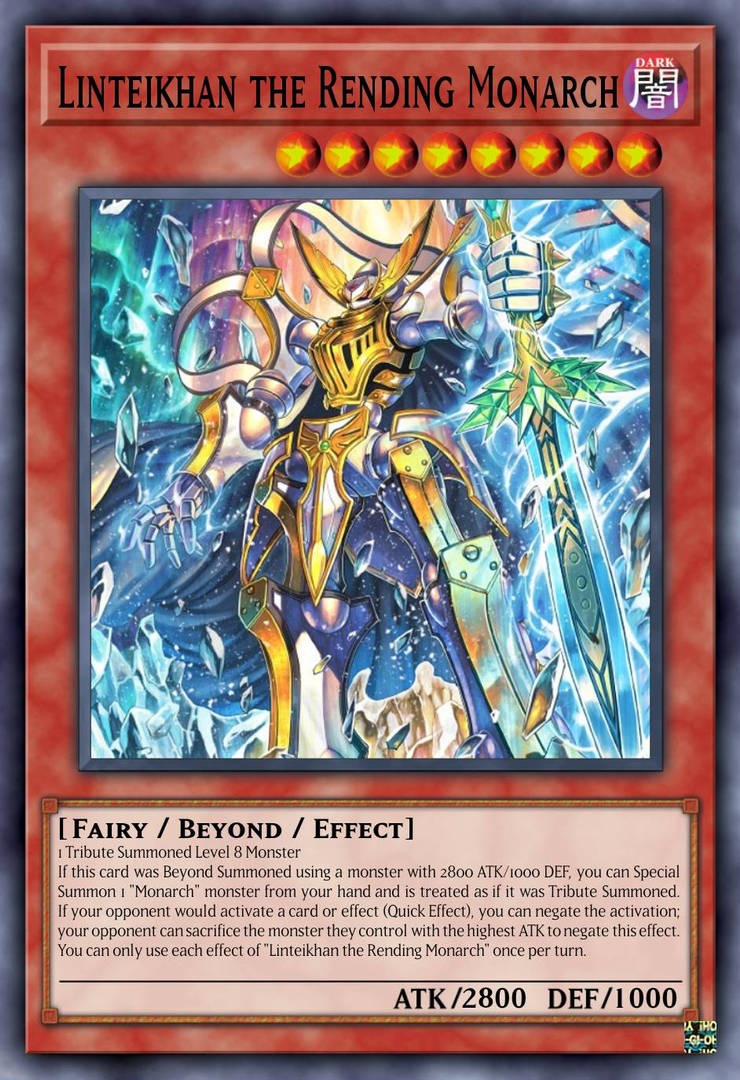 Linteikhan the Rending Monarch
DARK
闇
[ Fairy / Beyond / Effect ]
1 Tribute Summoned Level 8 Monster
If this card was Beyond Summoned using a monster with 2800 ATK/1000 DEF, you can Special
Summon 1 "Monarch" monster from your hand and is treated as if it was Tribute Summoned.
If your opponent would activate a card or effect (Quick Effect), you can negate the activation;
your opponent can sacrifice the monster they control with the highest ATK to negate this effect.
You can only use each effect of "Linteikhan the Rending Monarch" once per turn.
ATK/2800 DEF/1000